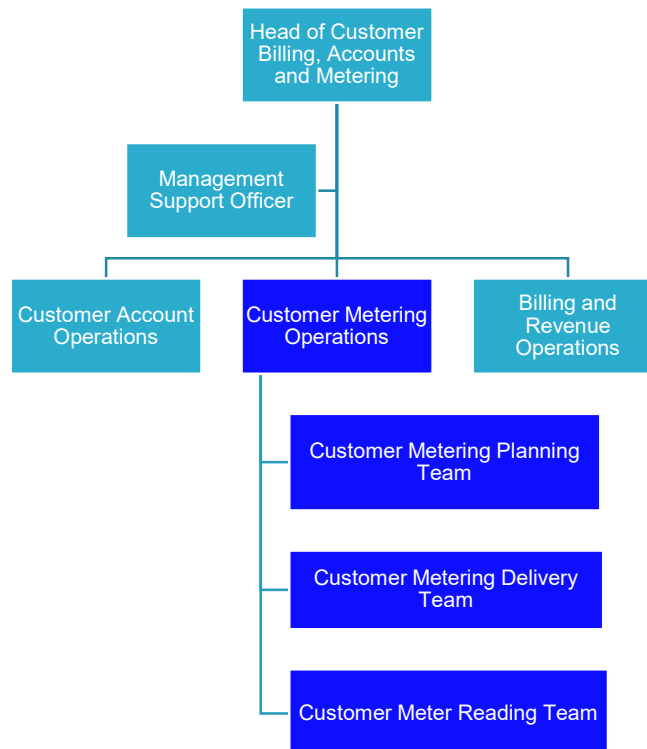 Head of Customer
Billing, Accounts
and Metering
Management
Support Officer
Customer Account
Operations
Customer Metering
Operations
Billing and
Revenue
Operations
Customer Metering Planning
Team
Customer Metering Delivery
Team
Customer Meter Reading Team